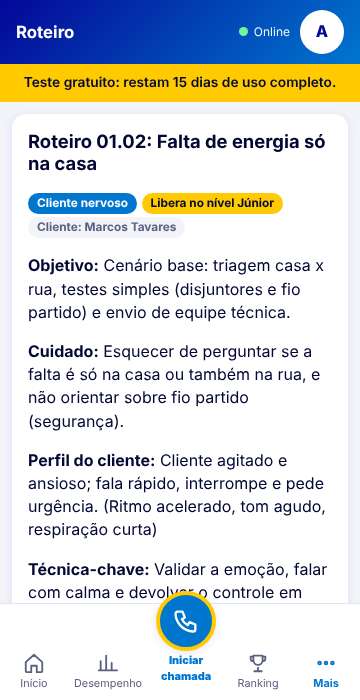 Roteiro
Online
A
Teste gratuito: restam 15 dias de uso completo.
Roteiro 01.02: Falta de energia só
na casa
Cliente nervoso
Libera no nível Júnior
Cliente: Marcos Tavares
Objetivo: Cenário base: triagem casa x
rua, testes simples (disjuntores e fio
partido) e envio de equipe técnica.
Cuidado: Esquecer de perguntar se a
falta é só na casa ou também na rua, e
não orientar sobre fio partido
(segurança).
Perfil do cliente: Cliente agitado e
ansioso; fala rápido, interrompe e pede
urgência. (Ritmo acelerado, tom agudo,
respiração curta)
Técnica-chave: Validar a emoção, falar
com calma e devolver o controle em
Início
Desempenho
Iniciar
chamada
Ranking
Mais